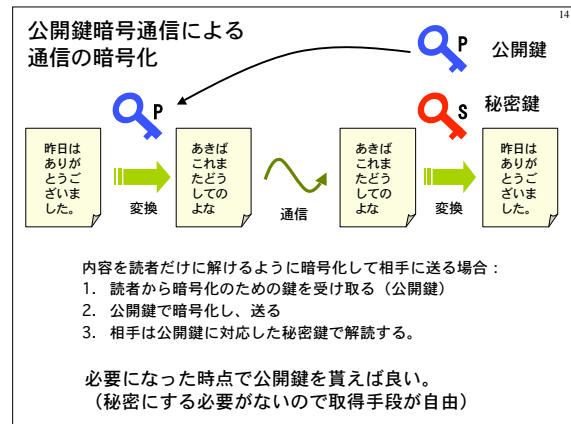 14
公開鍵暗号通信による
通信の暗号化
P
公開鍵
P
S
秘密鍵
昨日は
ありが
とうご
ざいま
した。
変換
あきば
これま
たどう
しての
よな
通信
あきば
これま
たどう
しての
よな
変換
昨日は
ありが
とうご
ざいま
した。
内容を読者だけに解けるように暗号化して相手に送る場合：
1. 読者から暗号化のための鍵を受け取る（公開鍵）
2. 公開鍵で暗号化し、送る
3. 相手は公開鍵に対応した秘密鍵で解読する。
必要になった時点で公開鍵を貰えば良い。
（秘密にする必要がないので取得手段が自由）